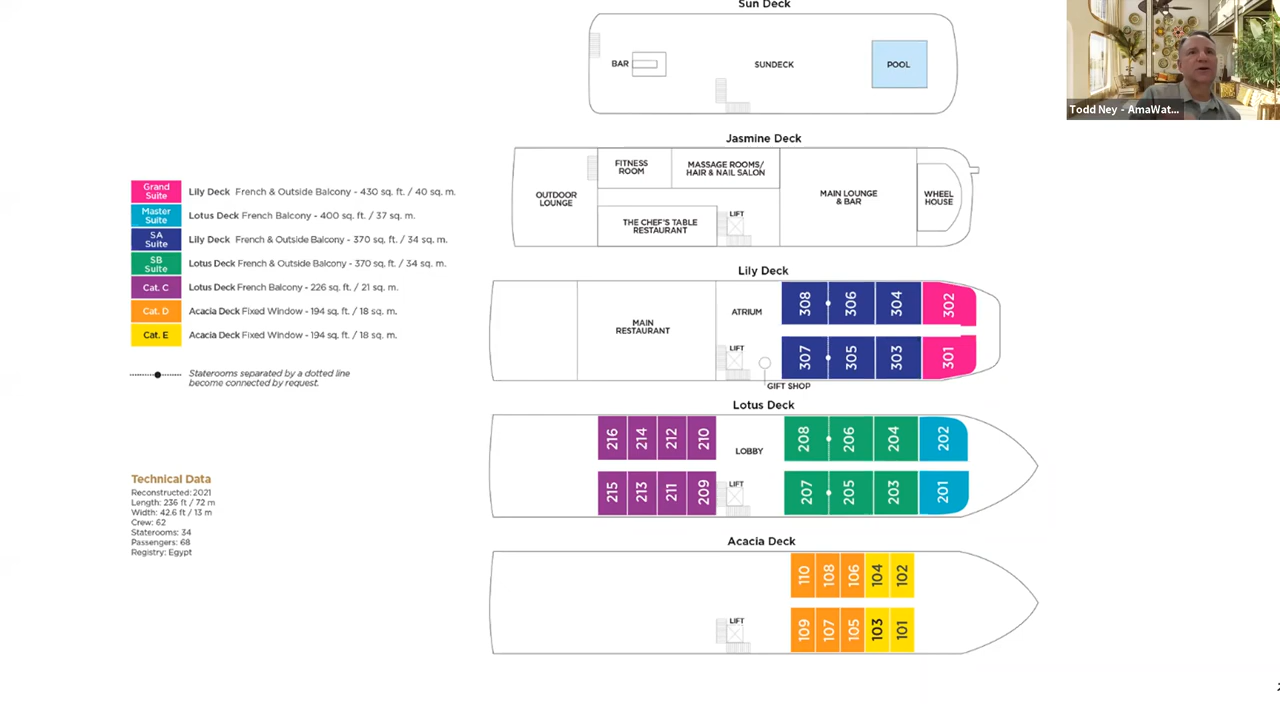 Sun Deck
BAR
SUNDECK
POOL
Todd Ney - AmaWat...
Jasmine Deck
OUTDOOR
LOUNGE
FITNESS
ROOM
MASSAGE ROOMS/
HAIR & NAIL SALON
THE CHEF'S TABLE
RESTAURANT
LIFT
MAIN LOUNGE
& BAR
WHEEL
HOUSE
Grand
Suite
Lily Deck French & Outside Balcony - 430 sq. ft. / 40 sq. m.
Master
Suite
Lotus Deck French Balcony - 400 sq. ft. / 37 sq. m.
SA
Suite
Lily Deck French & Outside Balcony - 370 sq. ft. / 34 sq. m.
SB
Suite
Lotus Deck French & Outside Balcony - 370 sq. ft. / 34 sq. m.
Cat. C
Lotus Deck French Balcony - 226 sq. ft. / 21 sq. m.
Cat. D
Acacia Deck Fixed Window - 194 sq. ft. / 18 sq. m.
Cat. E
Acacia Deck Fixed Window - 194 sq. ft. / 18 sq. m.
Staterooms separated by a dotted line
become connected by request.
Lily Deck
MAIN
RESTAURANT
ATRIUM
LIFT
GIFT SHOP
308 306 304 302
307 305 303 301
Lotus Deck
216 214 212 210
LOBBY
208 206 204 202
215 213 211 209
LIFT
207 205 203 201
Technical Data
Reconstructed: 2021
Length: 236 ft / 72 m
Width: 42.6 ft / 13 m
Crew: 62
Staterooms: 34
Passengers: 68
Registry: Egypt
Acacia Deck
110 108 106 104 102
LIFT
109 107 105 103 101